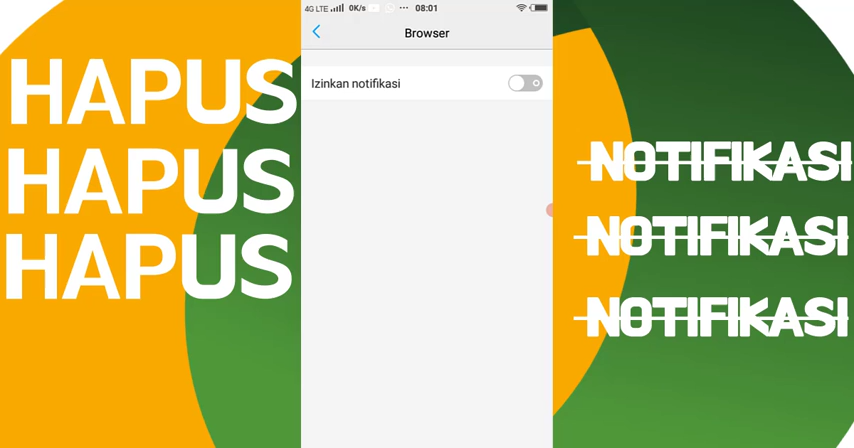 HAPUS
HAPUS
HAPUS
4G LTE 0K/s ··· 08:01
Browser
Izinkan notifikasi
NOTIFIKASI
NOTIFIKASI
NOTIFIKASI